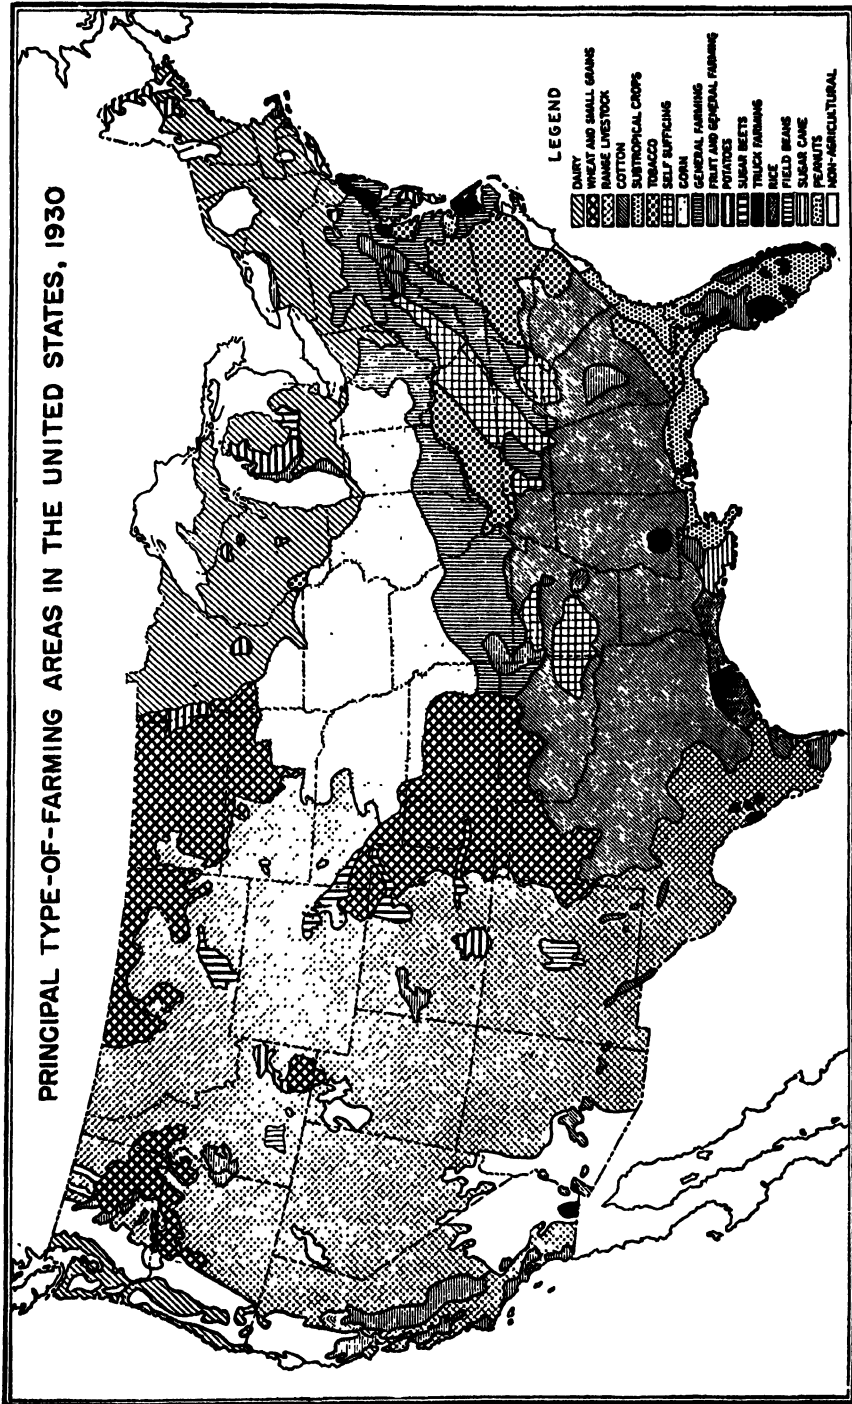 PRINCIPAL TYPE-OF-FARMING AREAS IN THE UNITED STATES, 1930
LEGEND
DAIRY
WHEAT AND SMALL GRAINS
RANGE LIVESTOCK
COTTON
SUBTROPICAL CROPS
TOBACCO
SELF SUFFICING
CORN
GENERAL FARMING
FRUIT AND GENERAL FARMING
POTATOES
SUGAR BEETS
TRUCK FARMING
RICE
FIELD BEANS
SUGAR CANE
PEANUTS
NON-AGRICULTURAL